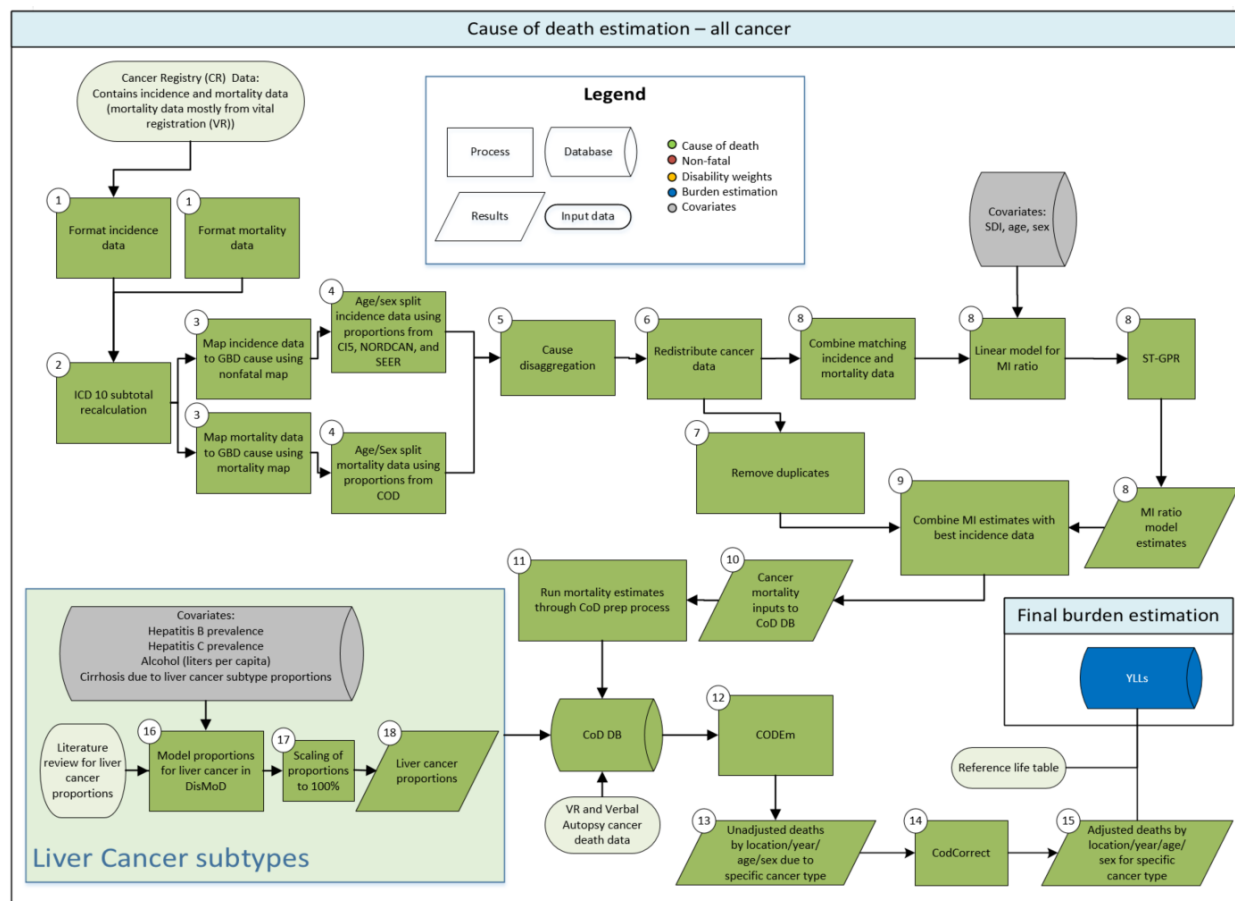 Cause of death estimation – all cancer
Cancer Registry (CR) Data:
Contains incidence and mortality data
(mortality data mostly from vital
registration (VR))
Legend
Process
Database
Results
Input data
Cause of death
Non-fatal
Disability weights
Burden estimation
Covariates
Covariates:
SDI, age, sex
1
Format incidence
data
1
Format mortality
data
2
ICD 10 subtotal
recalculation
3
Map incidence data
to GBD cause using
nonfatal map
3
Map mortality data
to GBD cause using
mortality map
4
Age/sex split
incidence data using
proportions from
CI5, NORDCAN, and
SEER
4
Age/Sex split
mortality data using
proportions from
COD
5
Cause
disaggregation
6
Redistribute cancer
data
8
Combine matching
incidence and
mortality data
8
Linear model for
MI ratio
8
ST-GPR
7
Remove duplicates
9
Combine MI estimates with
best incidence data
8
MI ratio
model
estimates
11
Run mortality estimates
through CoD prep process
10
Cancer
mortality
inputs to
CoD DB
Final burden estimation
YLLs
Covariates:
Hepatitis B prevalence
Hepatitis C prevalence
Alcohol (liters per capita)
Cirrhosis due to liver cancer subtype proportions
Literature
review for liver
cancer
proportions
16
Model proportions
for liver cancer in
DisMoD
17
Scaling of
proportions
to 100%
18
Liver cancer
proportions
Liver Cancer subtypes
CoD DB
12
CODEm
Reference life table
VR and Verbal
Autopsy cancer
death data
13
Unadjusted deaths
by location/year/
age/sex due to
specific cancer type
14
CodCorrect
15
Adjusted deaths by
location/year/age/
sex for specific
cancer type